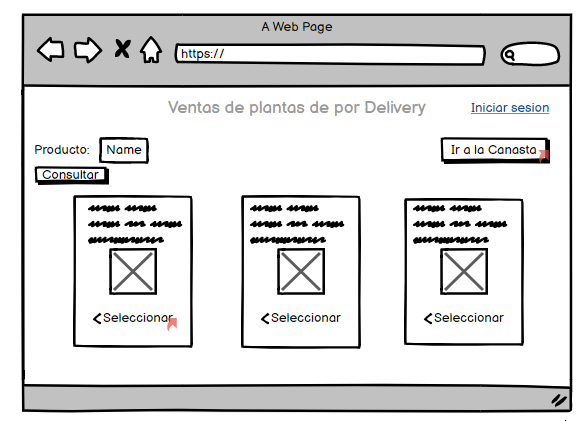 A Web Page
https://
Ventas de plantas de por Delivery
Iniciar sesion
Producto:
Name
Ir a la Canasta
Consultar
Seleccionar
Seleccionar
Seleccionar